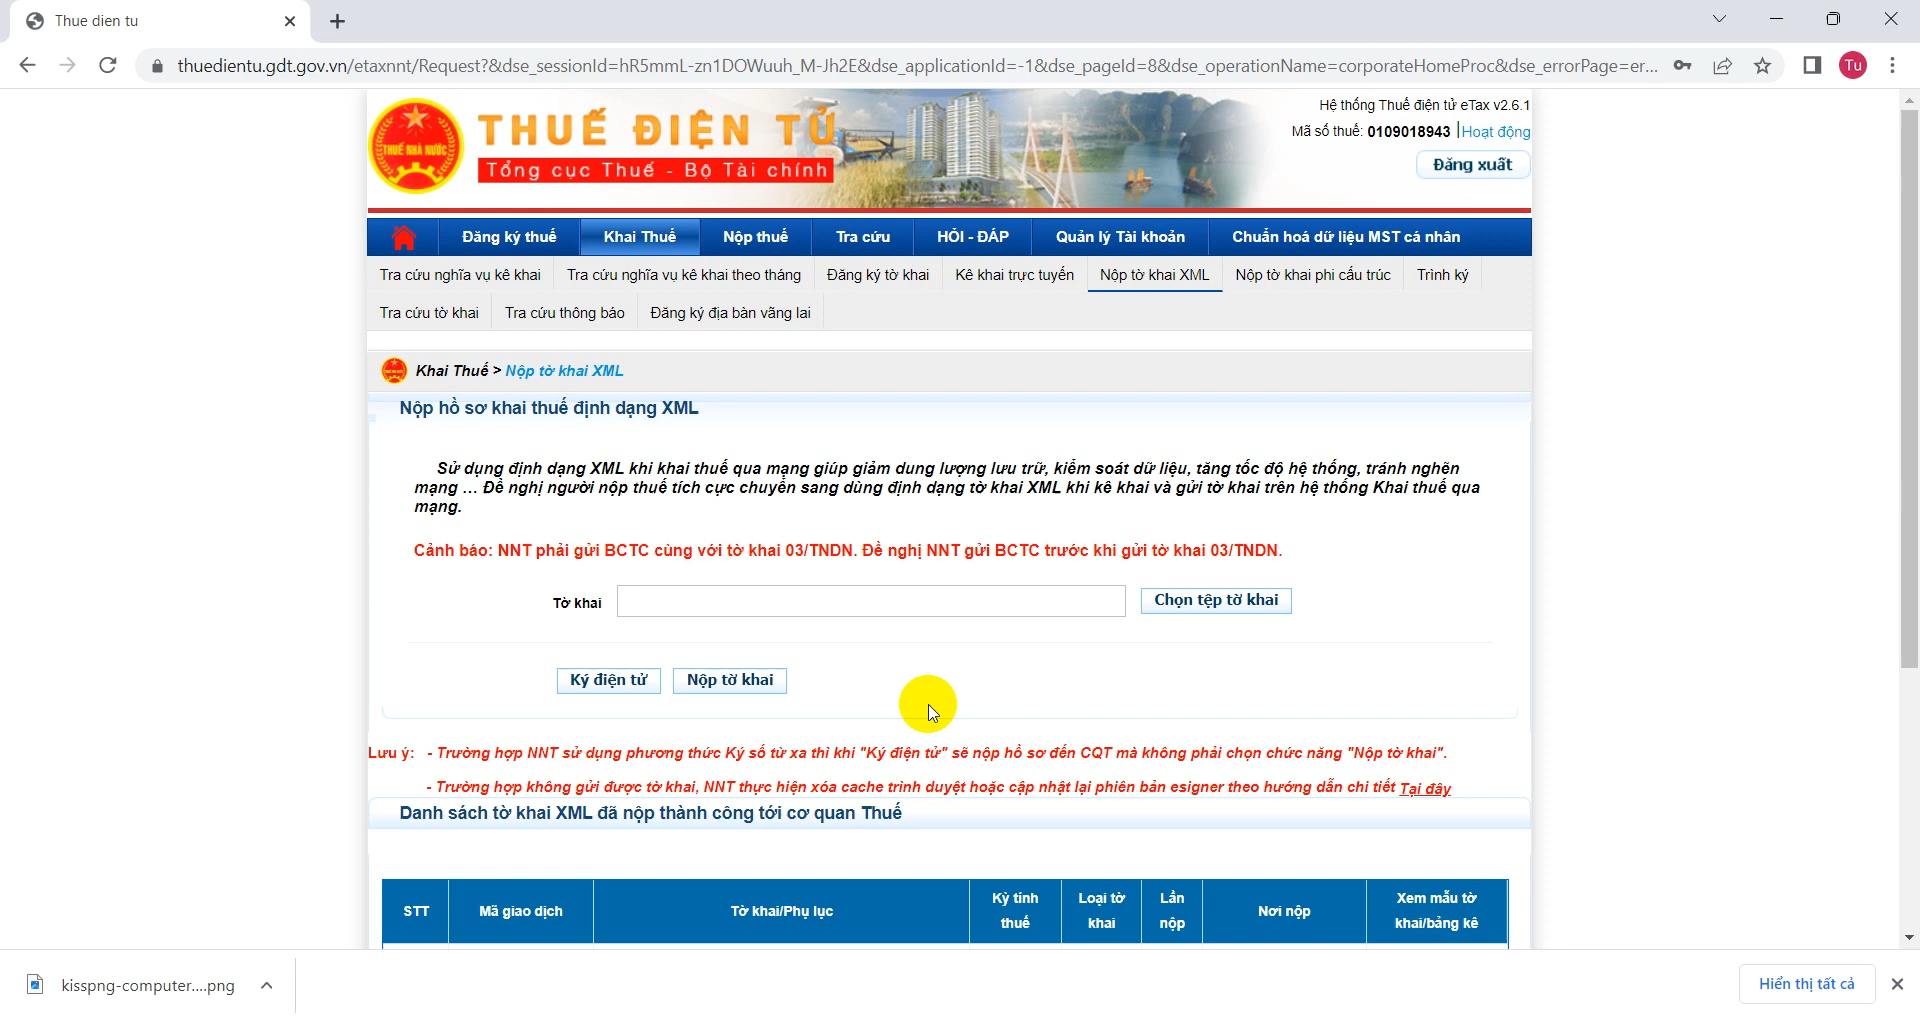 Thue dien tu
thuedientu.gdt.gov.vn/etaxnnt/Request?&dse_sessionId=hR5mmL-zn1DOWuuh_M-Jh2E&dse_applicationId=-1&dse_pageId=8&dse_operationName=corporateHomeProc&dse_errorPage=er...
Tu
THUẾ NHÀ NƯỚC
THUẾ ĐIỆN TỬ
Tổng cục Thuế - Bộ Tài chính
Hệ thống Thuế điện tử eTax v2.6.1
Mã số thuế: 0109018943 |Hoạt động
Đăng xuất
Đăng ký thuế Khai Thuế Nộp thuế Tra cứu HỎI - ĐÁP Quản lý Tài khoản Chuẩn hoá dữ liệu MST cá nhân
Tra cứu nghĩa vụ kê khai Tra cứu nghĩa vụ kê khai theo tháng Đăng ký tờ khai Kê khai trực tuyến Nộp tờ khai XML Nộp tờ khai phi cấu trúc Trình ký
Tra cứu tờ khai Tra cứu thông báo Đăng ký địa bàn vãng lai
Khai Thuế > Nộp tờ khai XML
Nộp hồ sơ khai thuế định dạng XML
Sử dụng định dạng XML khi khai thuế qua mạng giúp giảm dung lượng lưu trữ, kiểm soát dữ liệu, tăng tốc độ hệ thống, tránh nghẽn
mạng ... Đề nghị người nộp thuế tích cực chuyển sang dùng định dạng tờ khai XML khi kê khai và gửi tờ khai trên hệ thống Khai thuế qua
mạng.
Cảnh báo: NNT phải gửi BCTC cùng với tờ khai 03/TNDN. Đề nghị NNT gửi BCTC trước khi gửi tờ khai 03/TNDN.
Tờ khai Chọn tệp tờ khai
Ký điện tử Nộp tờ khai
Lưu ý: - Trường hợp NNT sử dụng phương thức Ký số từ xa thì khi "Ký điện tử" sẽ nộp hồ sơ đến CQT mà không phải chọn chức năng "Nộp tờ khai".
- Trường hợp không gửi được tờ khai, NNT thực hiện xóa cache trình duyệt hoặc cập nhật lại phiên bản esigner theo hướng dẫn chi tiết Tại đây
Danh sách tờ khai XML đã nộp thành công tới cơ quan Thuế
STT Mã giao dịch Tờ khai/Phụ lục Kỳ tính thuế Loại tờ khai Lần nộp Nơi nộp Xem mẫu tờ khai/bảng kê
kisspng-computer....png
Hiển thị tất cả